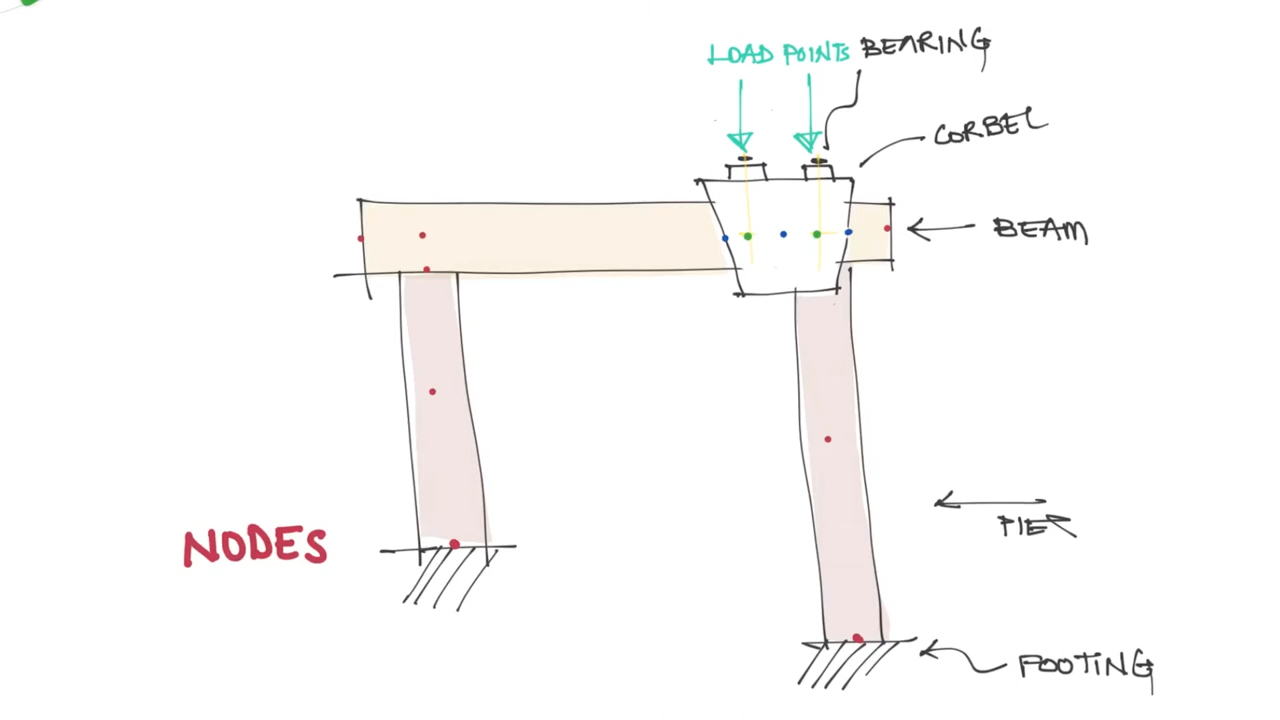 LOAD POINTS
BEARING
CORBEL
BEAM
NODES
PIER
FOOTING